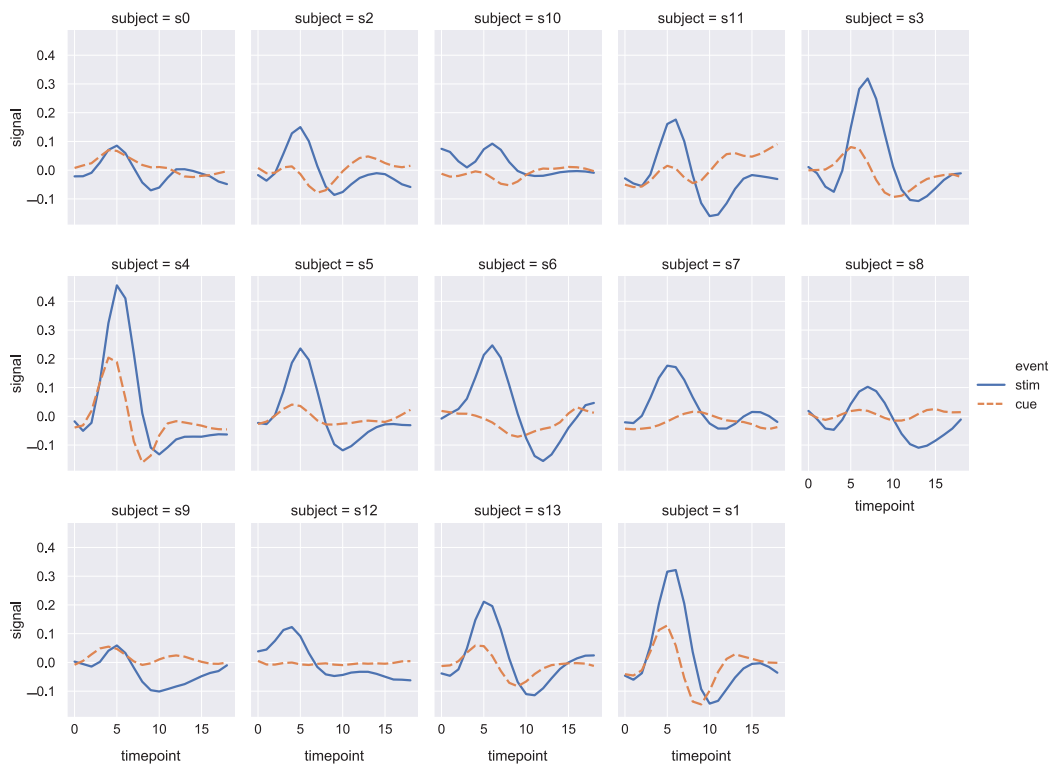 subject = s0 subject = s2 subject = s10 subject = s11 subject = s3
0.4
0.3
0.2
0.1
0.0
−0.1
signal
subject = s4 subject = s5 subject = s6 subject = s7 subject = s8
0.4
0.3
0.2
0.1
0.0
−0.1
signal
0 5 10 15
timepoint
event
stim
cue
subject = s9 subject = s12 subject = s13 subject = s1
0.4
0.3
0.2
0.1
0.0
−0.1
signal
0 5 10 15 0 5 10 15 0 5 10 15 0 5 10 15
timepoint timepoint timepoint timepoint